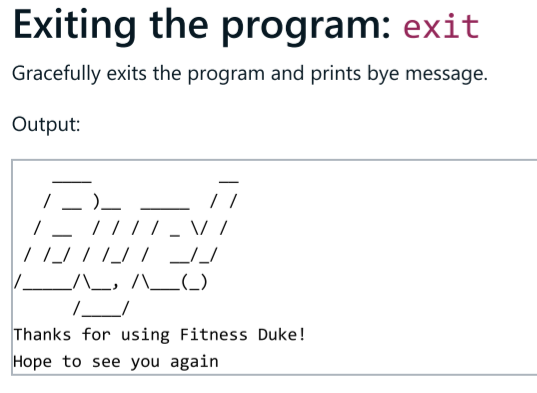 Exiting the program: exit
Gracefully exits the program and prints bye message.
Output:
    ____             __
   / __ )__  _____  / /
  / __  / / / / _ \/ /
 / /_/ / /_/ /  __/_/
/_____/\__, /\___(_)
      /____/
Thanks for using Fitness Duke!
Hope to see you again